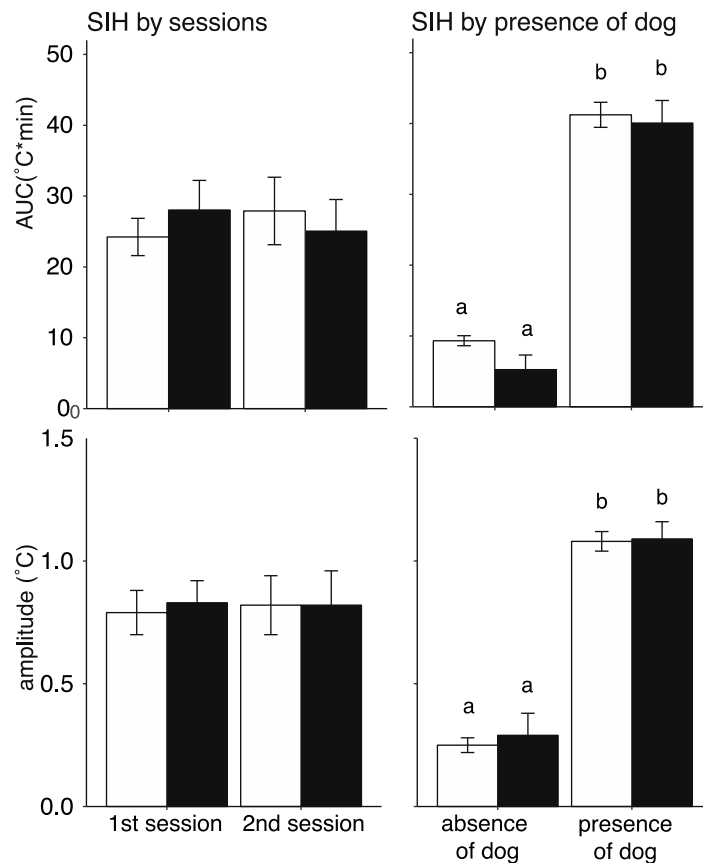 SIH by sessions
SIH by presence of dog
AUC(°C*min)
50
40
30
20
10
0
0
a
a
b
b
amplitude (°C)
1.5
1.0
0.5
0.0
a
a
b
b
1st session
2nd session
absence
of dog
presence
of dog